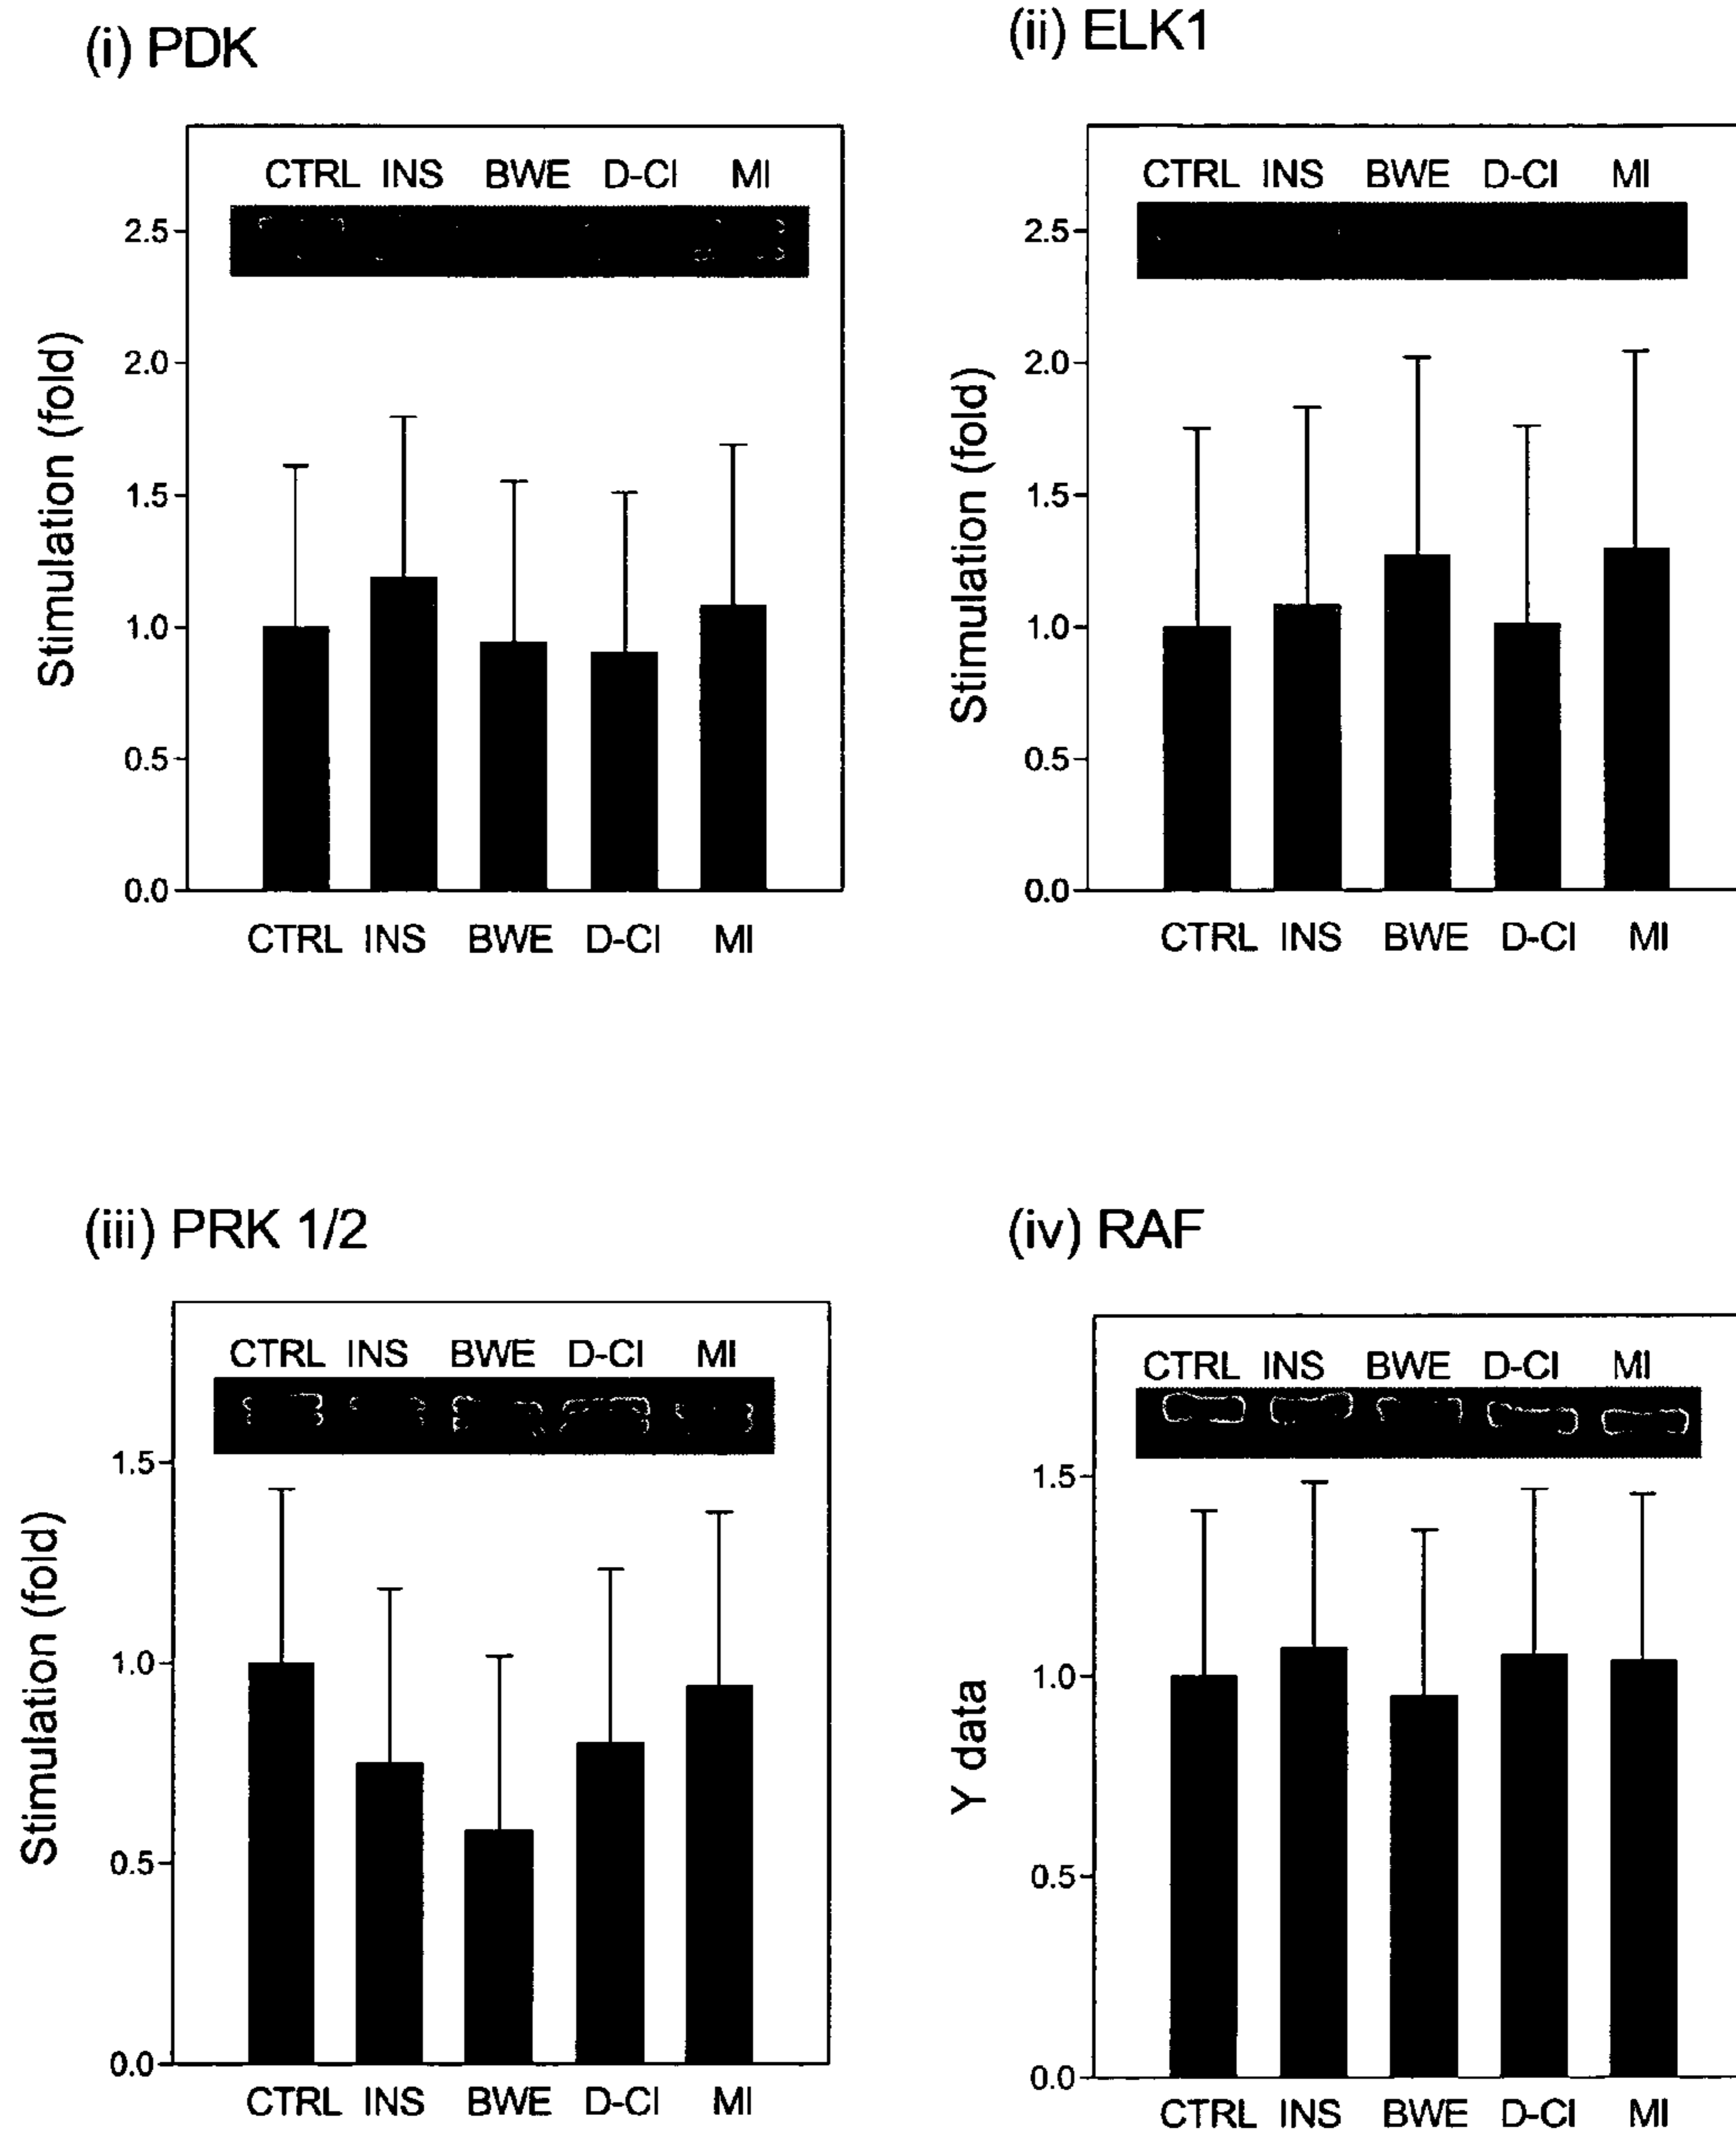 (i) PDK
CTRL INS BWE D-CI MI
2.5
2.0
1.5
1.0
0.5
0.0
Stimulation (fold)
CTRL INS BWE D-CI MI
(ii) ELK1
CTRL INS BWE D-CI MI
2.5
2.0
1.5
1.0
0.5
0.0
Stimulation (fold)
CTRL INS BWE D-CI MI
(iii) PRK 1/2
CTRL INS BWE D-CI MI
1.5
1.0
0.5
0.0
Stimulation (fold)
CTRL INS BWE D-CI MI
(iv) RAF
CTRL INS BWE D-CI MI
1.5
1.0
0.5
0.0
Y data
CTRL INS BWE D-CI MI